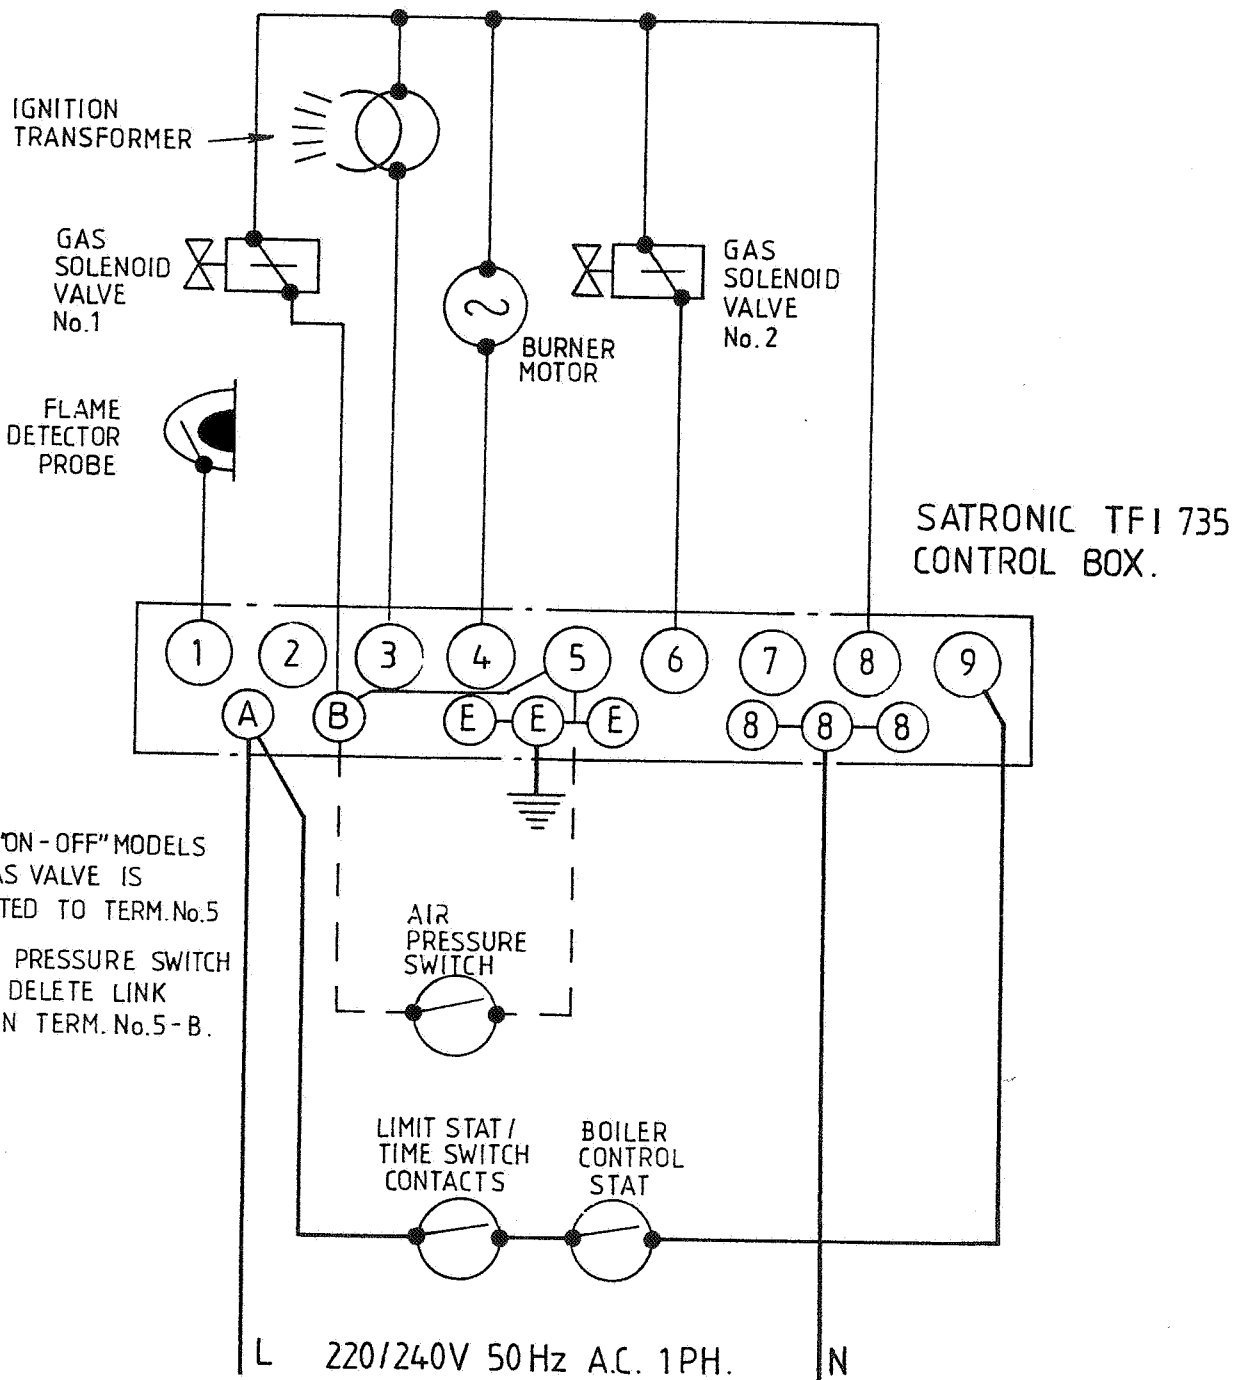 IGNITION
TRANSFORMER
GAS
SOLENOID
VALVE
No.1
GAS
SOLENOID
VALVE
No.2
BURNER
MOTOR
FLAME
DETECTOR
PROBE
SATRONIC TFI 735
CONTROL BOX.
1 2 3 4 5 6 7 8 9
A B E E E 8 8 8
"ON-OFF" MODELS
AS VALVE IS
TED TO TERM.No.5
PRESSURE SWITCH
DELETE LINK
N TERM.No.5-B.
AIR
PRESSURE
SWITCH
LIMIT STAT/
TIME SWITCH
CONTACTS
BOILER
CONTROL
STAT
L 220/240V 50Hz A.C. 1PH. N